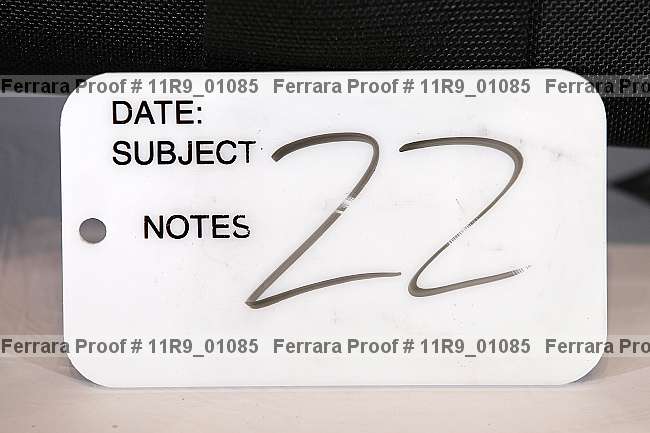 Ferrara Proof # 11R9_01085 Ferrara Proof # 11R9_01085 Ferrara Pro
DATE:
SUBJECT
22
NOTES
Ferrara Proof # 11R9_01085 Ferrara Proof # 11R9_01085 Ferrara Pro